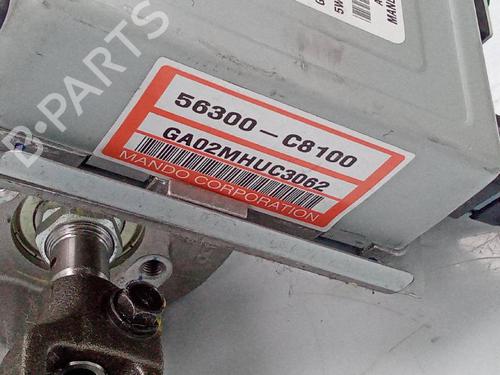 B-PARTS
56300-C8100
GA02MHUC3062
MANDO CORPORATION